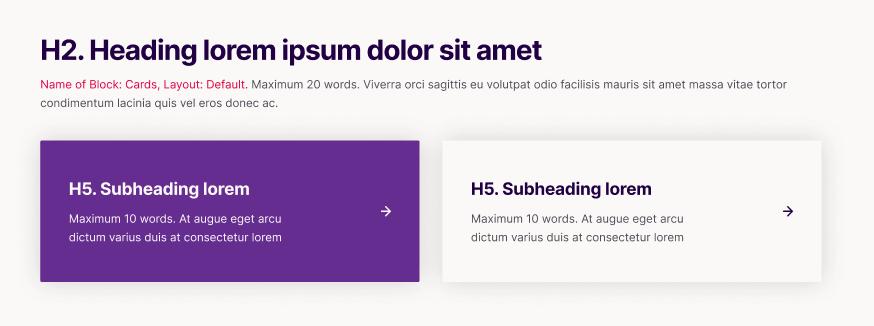 H2. Heading lorem ipsum dolor sit amet
Name of Block: Cards, Layout: Default. Maximum 20 words. Viverra orci sagittis eu volutpat odio facilisis mauris sit amet massa vitae tortor
condimentum lacinia quis vel eros donec ac.
H5. Subheading lorem
Maximum 10 words. At augue eget arcu
dictum varius duis at consectetur lorem
H5. Subheading lorem
Maximum 10 words. At augue eget arcu
dictum varius duis at consectetur lorem